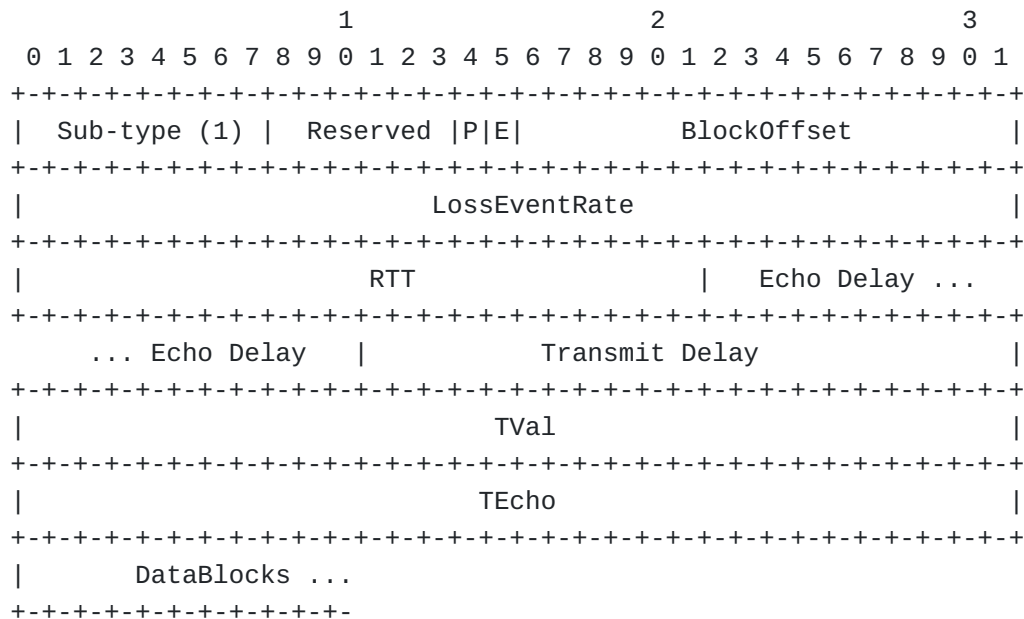 1                   2                   3
 0 1 2 3 4 5 6 7 8 9 0 1 2 3 4 5 6 7 8 9 0 1 2 3 4 5 6 7 8 9 0 1
+-+-+-+-+-+-+-+-+-+-+-+-+-+-+-+-+-+-+-+-+-+-+-+-+-+-+-+-+-+-+-+-+
|  Sub-type (1) |  Reserved |P|E|          BlockOffset          |
+-+-+-+-+-+-+-+-+-+-+-+-+-+-+-+-+-+-+-+-+-+-+-+-+-+-+-+-+-+-+-+-+
|                          LossEventRate                        |
+-+-+-+-+-+-+-+-+-+-+-+-+-+-+-+-+-+-+-+-+-+-+-+-+-+-+-+-+-+-+-+-+
|                      RTT                  |   Echo Delay ...
+-+-+-+-+-+-+-+-+-+-+-+-+-+-+-+-+-+-+-+-+-+-+-+-+-+-+-+-+-+-+-+-+
     ... Echo Delay   |           Transmit Delay                |
+-+-+-+-+-+-+-+-+-+-+-+-+-+-+-+-+-+-+-+-+-+-+-+-+-+-+-+-+-+-+-+-+
|                              TVal                             |
+-+-+-+-+-+-+-+-+-+-+-+-+-+-+-+-+-+-+-+-+-+-+-+-+-+-+-+-+-+-+-+-+
|                             TEcho                             |
+-+-+-+-+-+-+-+-+-+-+-+-+-+-+-+-+-+-+-+-+-+-+-+-+-+-+-+-+-+-+-+-+
|       DataBlocks ...
+-+-+-+-+-+-+-+-+-+-+-